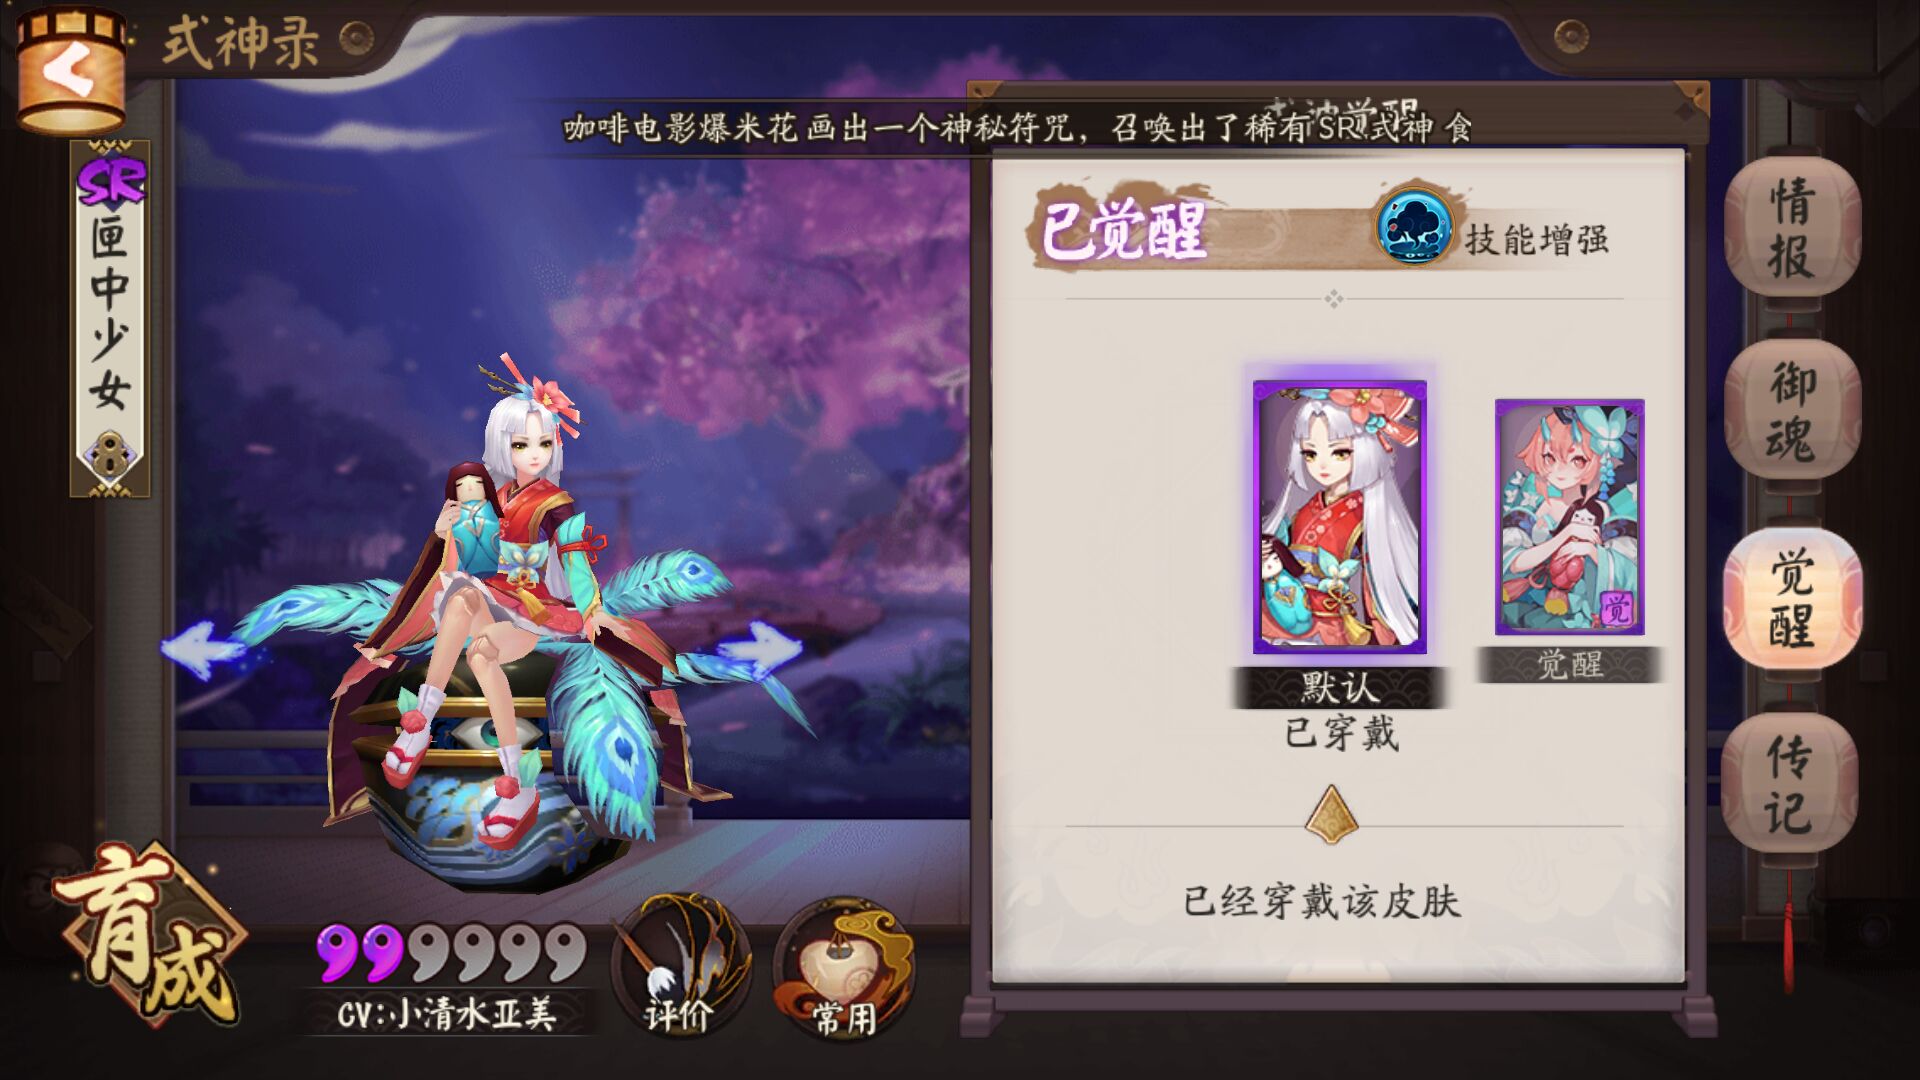 式神录
咖啡电影爆米花画出一个神秘符咒，召唤出了稀有SR式神 食
式神觉醒
SR
匣中少女
已觉醒
技能增强
情报
御魂
觉醒
传记
觉
默认
觉醒
已穿戴
已经穿戴该皮肤
育成
CV:小清水亚美
评价
常用